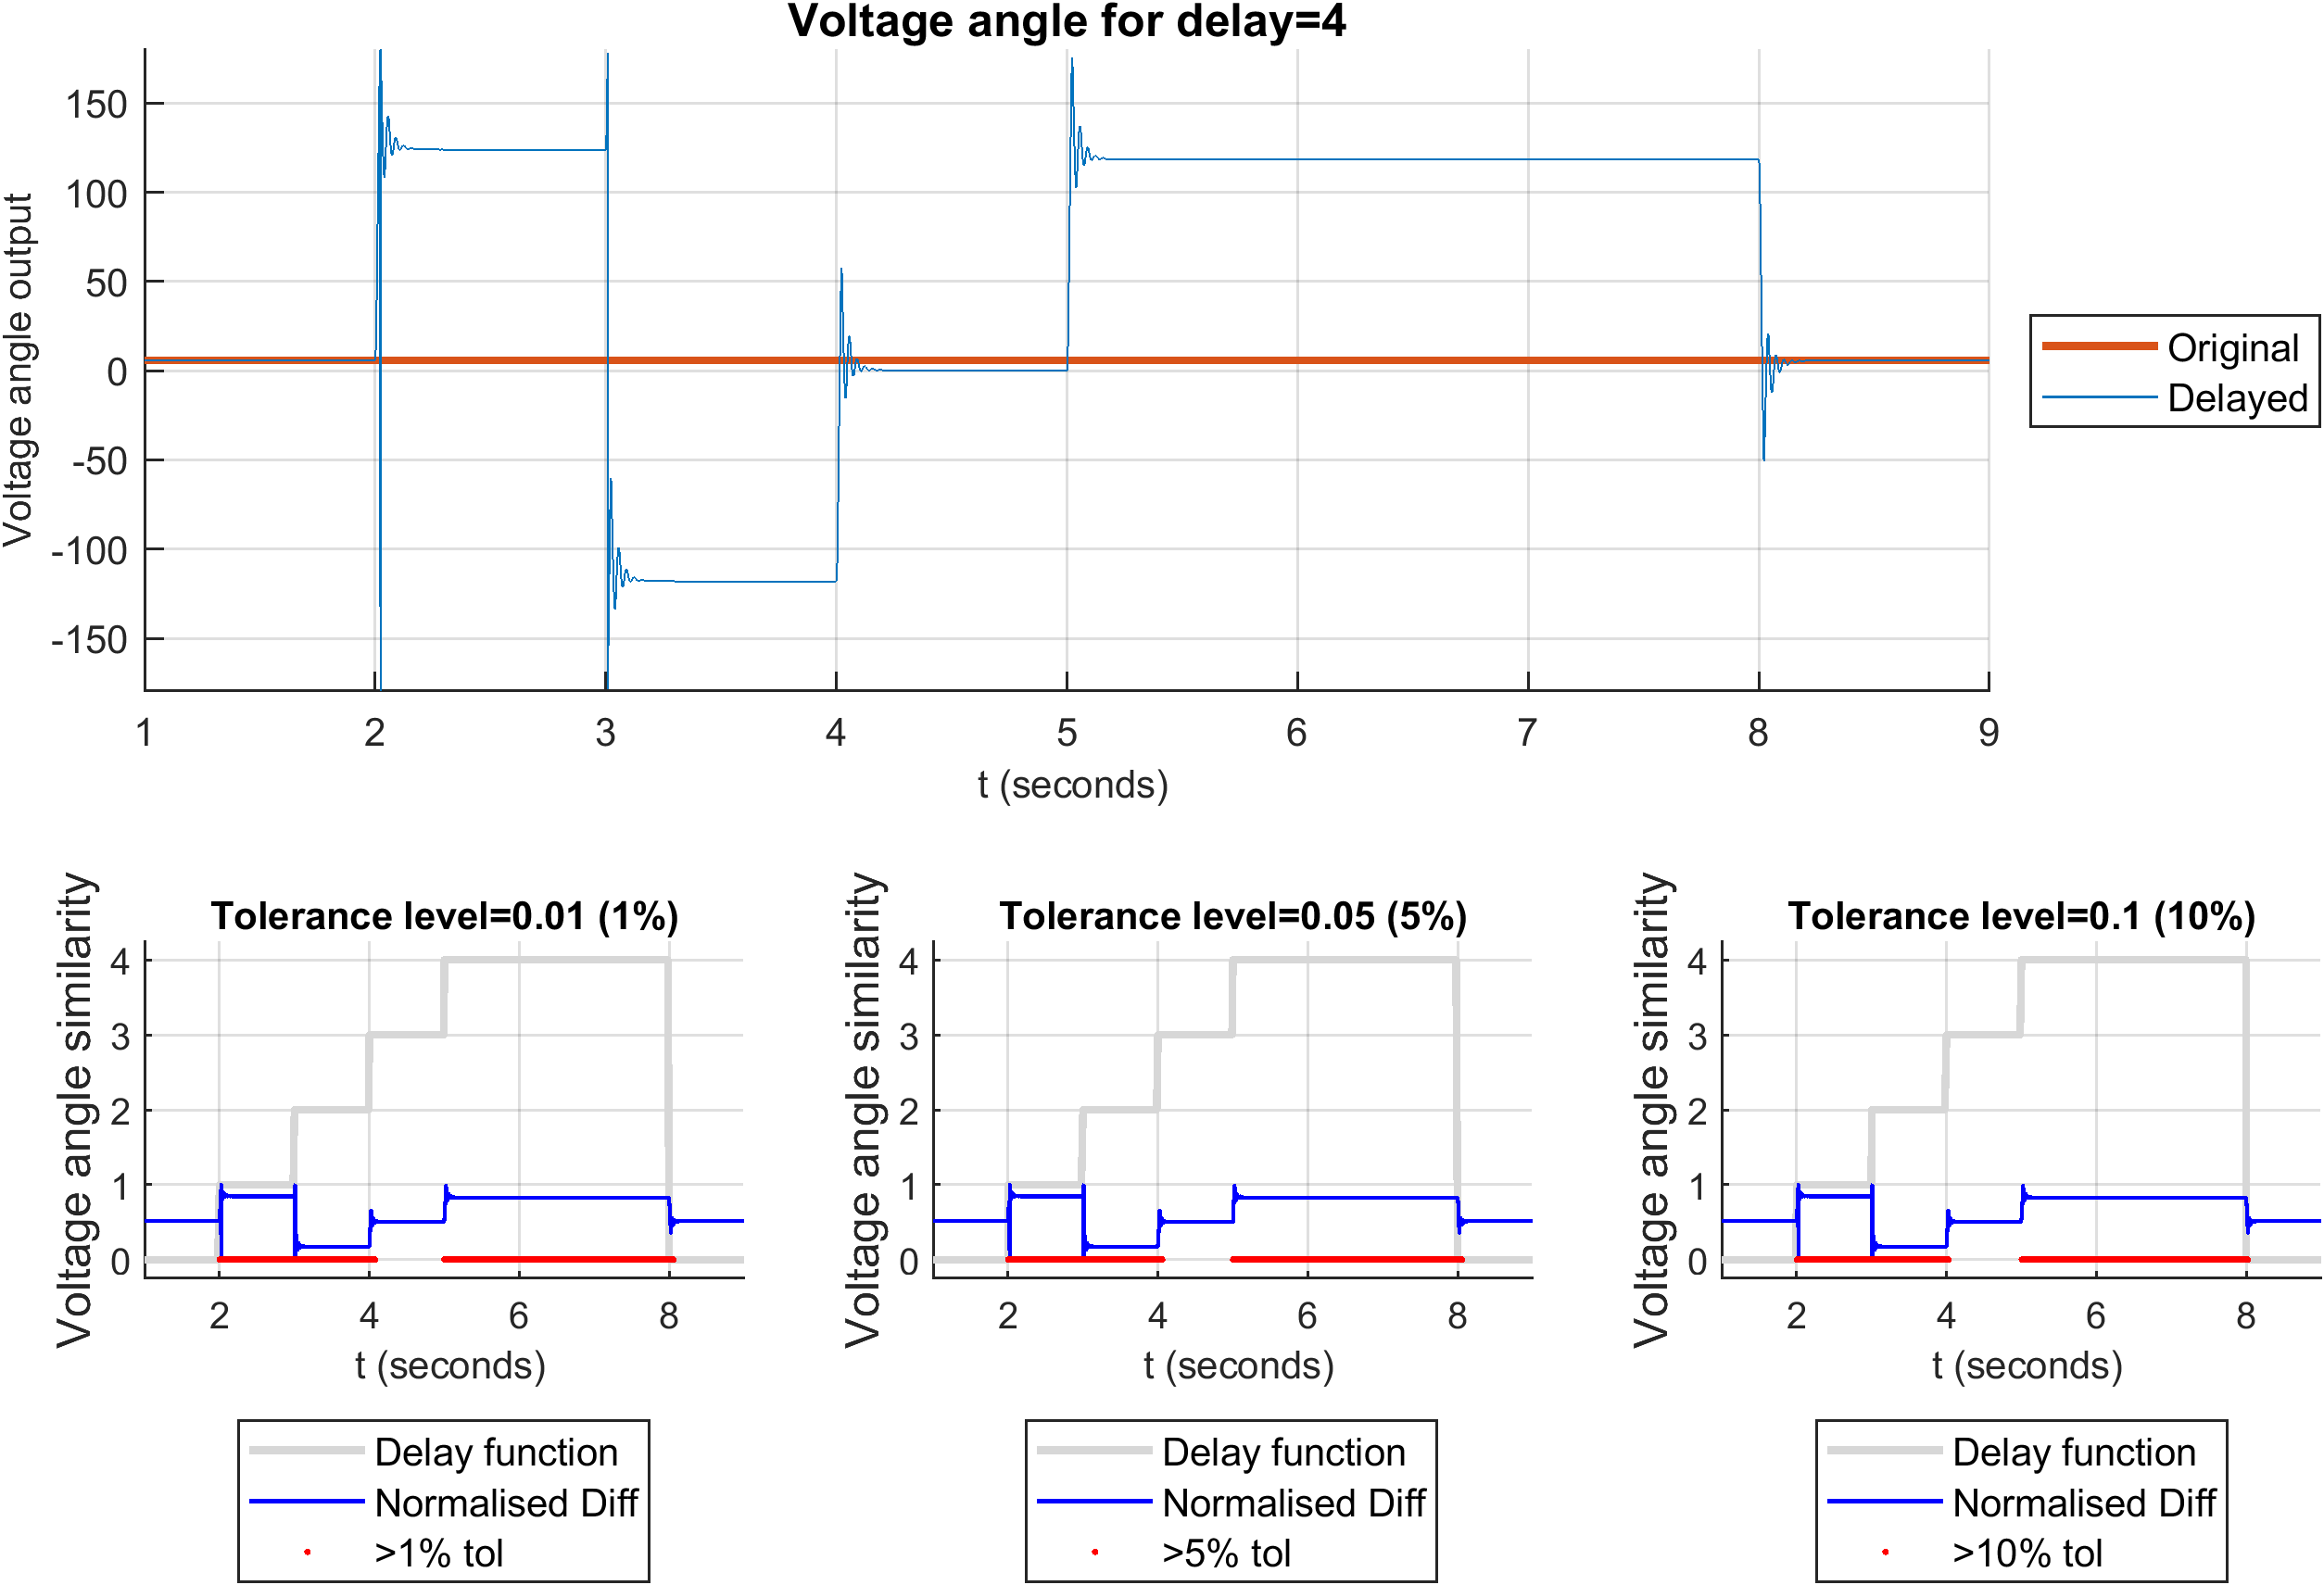 Voltage angle for delay=4
Voltage angle output
150
100
50
0
-50
-100
-150
1 2 3 4 5 6 7 8 9
t (seconds)
Original
Delayed
Tolerance level=0.01 (1%)
Voltage angle similarity
4
3
2
1
0
2 4 6 8
t (seconds)
Delay function
Normalised Diff
>1% tol
Tolerance level=0.05 (5%)
Voltage angle similarity
4
3
2
1
0
2 4 6 8
t (seconds)
Delay function
Normalised Diff
>5% tol
Tolerance level=0.1 (10%)
Voltage angle similarity
4
3
2
1
0
2 4 6 8
t (seconds)
Delay function
Normalised Diff
>10% tol